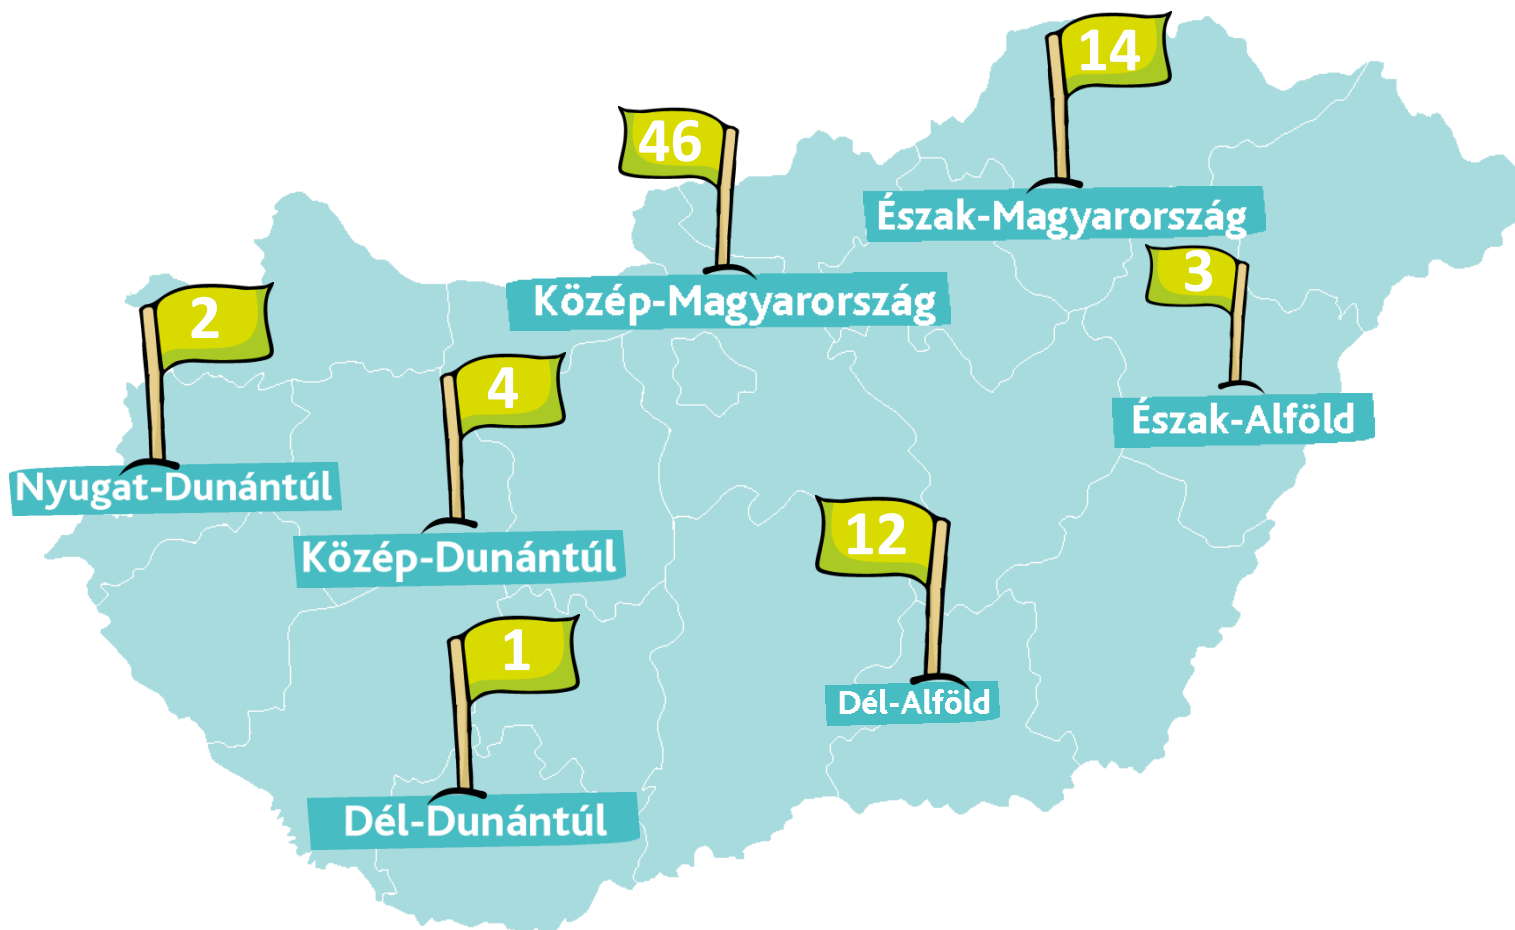 14
Észak-Magyarország
46
Közép-Magyarország
3
Észak-Alföld
2
Nyugat-Dunántúl
4
Közép-Dunántúl
12
Dél-Alföld
1
Dél-Dunántúl